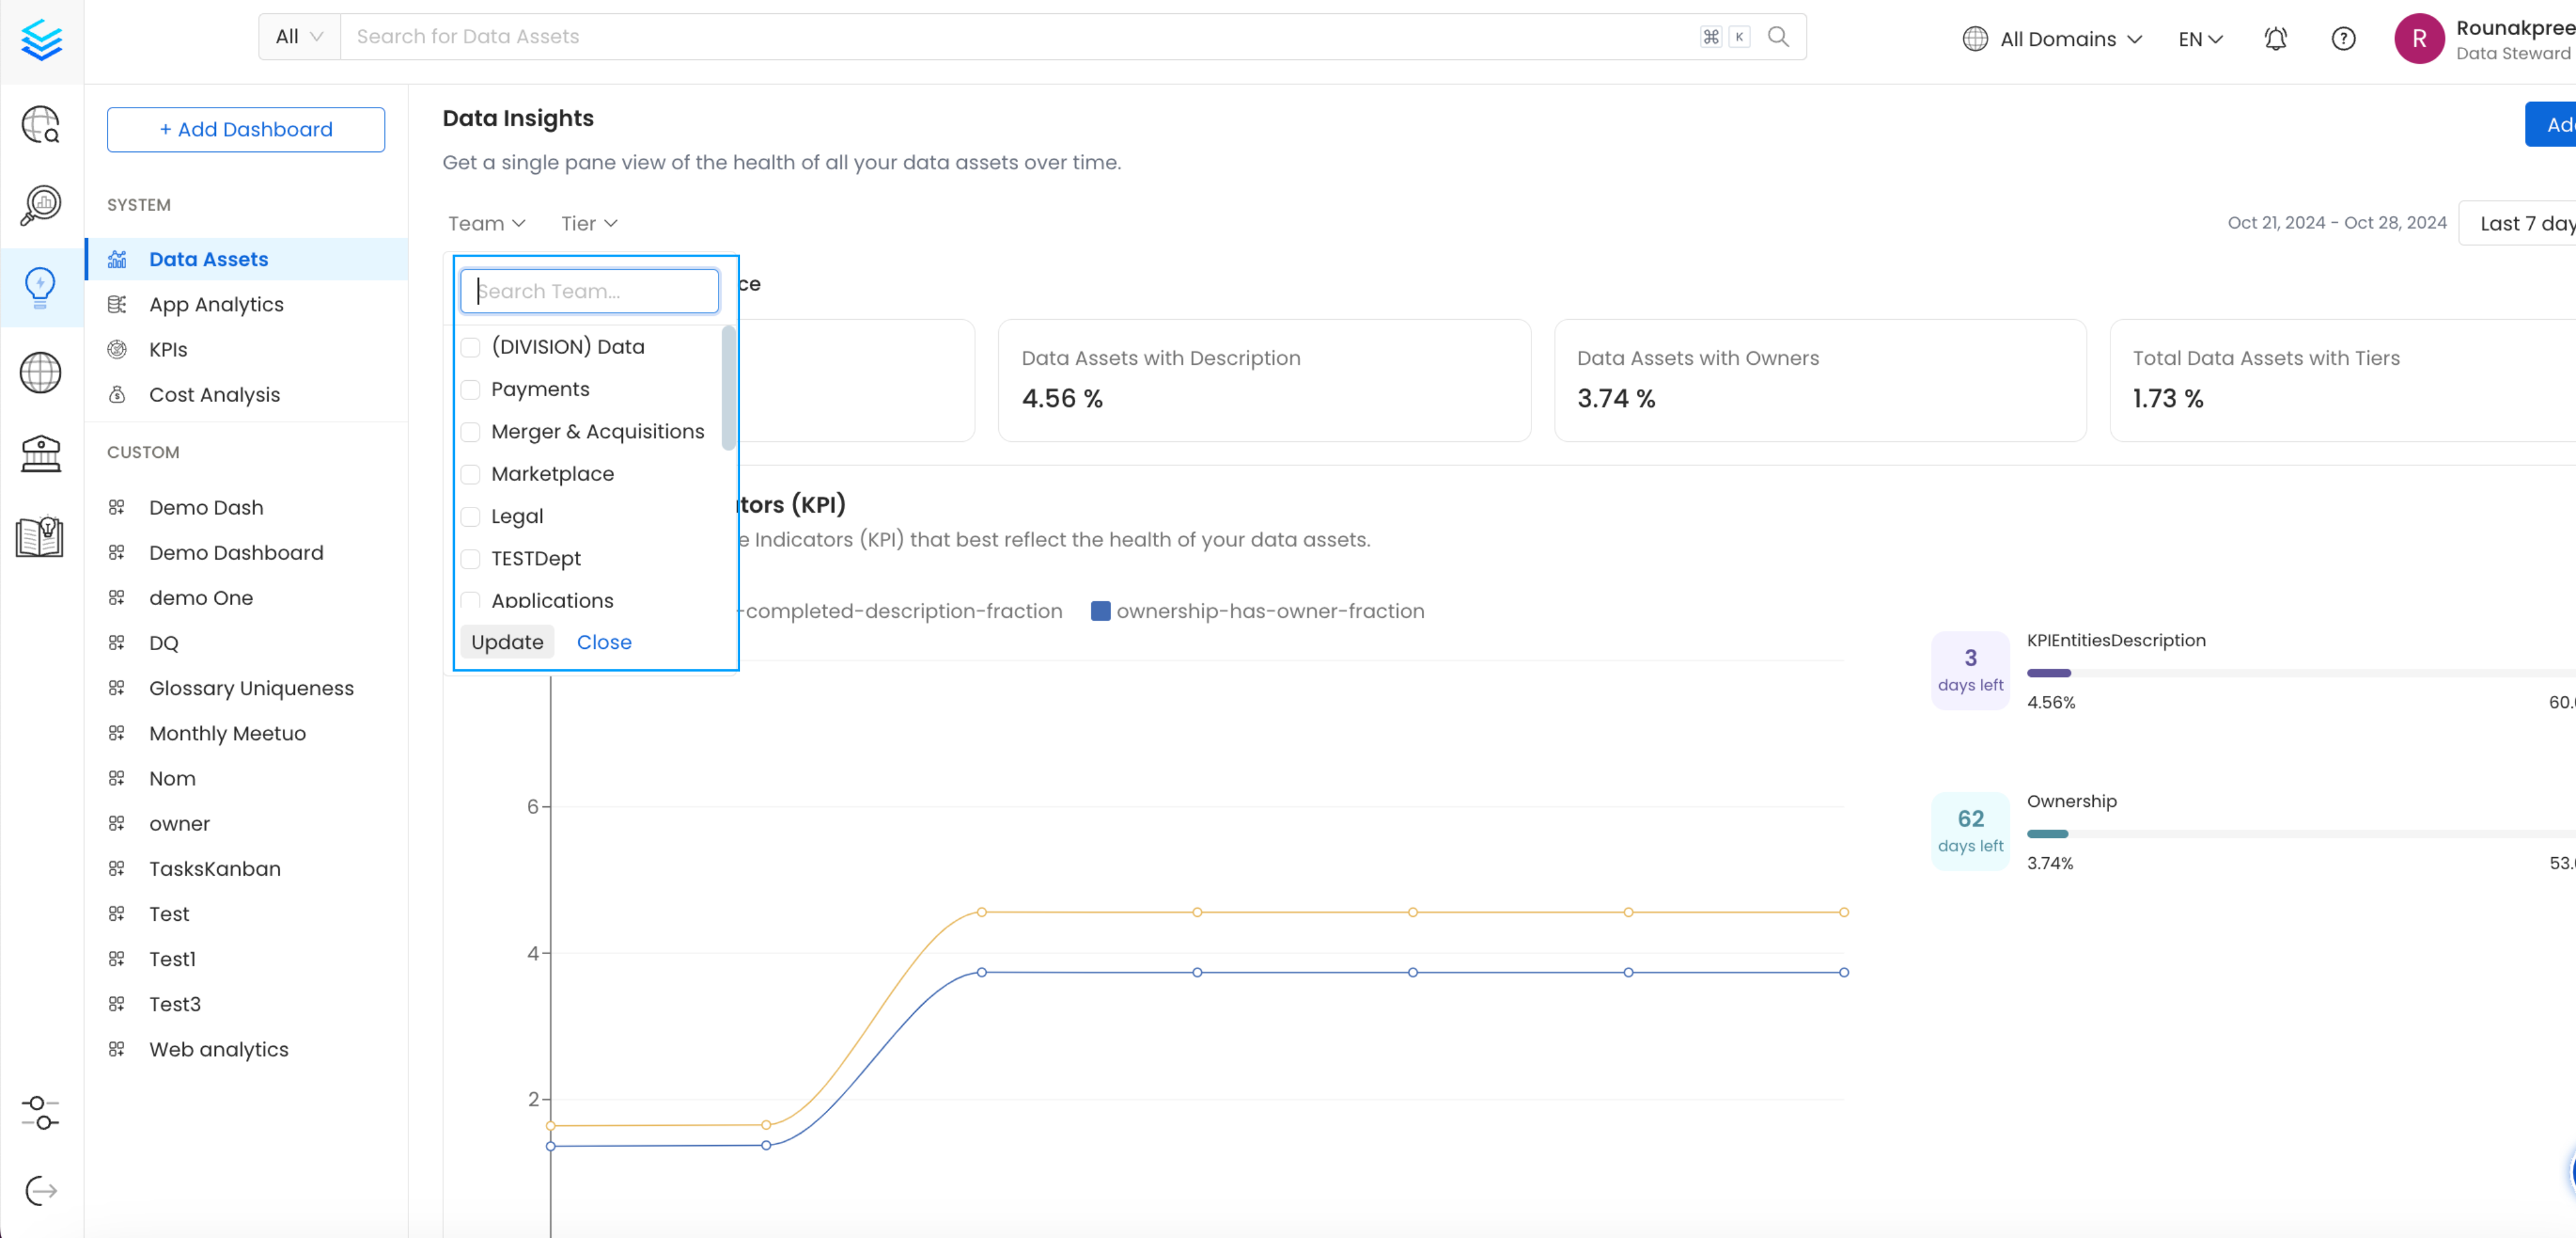 All
Search for Data Assets
⌘ K
All Domains
EN
R
Rounakpree
Data Steward
+ Add Dashboard
SYSTEM
Data Assets
App Analytics
KPIs
Cost Analysis
CUSTOM
Demo Dash
Demo Dashboard
demo One
DQ
Glossary Uniqueness
Monthly Meetuo
Nom
owner
TasksKanban
Test
Test1
Test3
Web analytics
Data Insights
Ad
Get a single pane view of the health of all your data assets over time.
Team Tier
Oct 21, 2024 - Oct 28, 2024
Last 7 day
Search Team...
(DIVISION) Data
Payments
Merger & Acquisitions
Marketplace
Legal
TESTDept
Applications
Update Close
ce
Data Assets with Description
4.56 %
Data Assets with Owners
3.74 %
Total Data Assets with Tiers
1.73 %
tors (KPI)
e Indicators (KPI) that best reflect the health of your data assets.
-completed-description-fraction
ownership-has-owner-fraction
6
4
2
3
days left
KPIEntitiesDescription
4.56%
60.
62
days left
Ownership
3.74%
53.